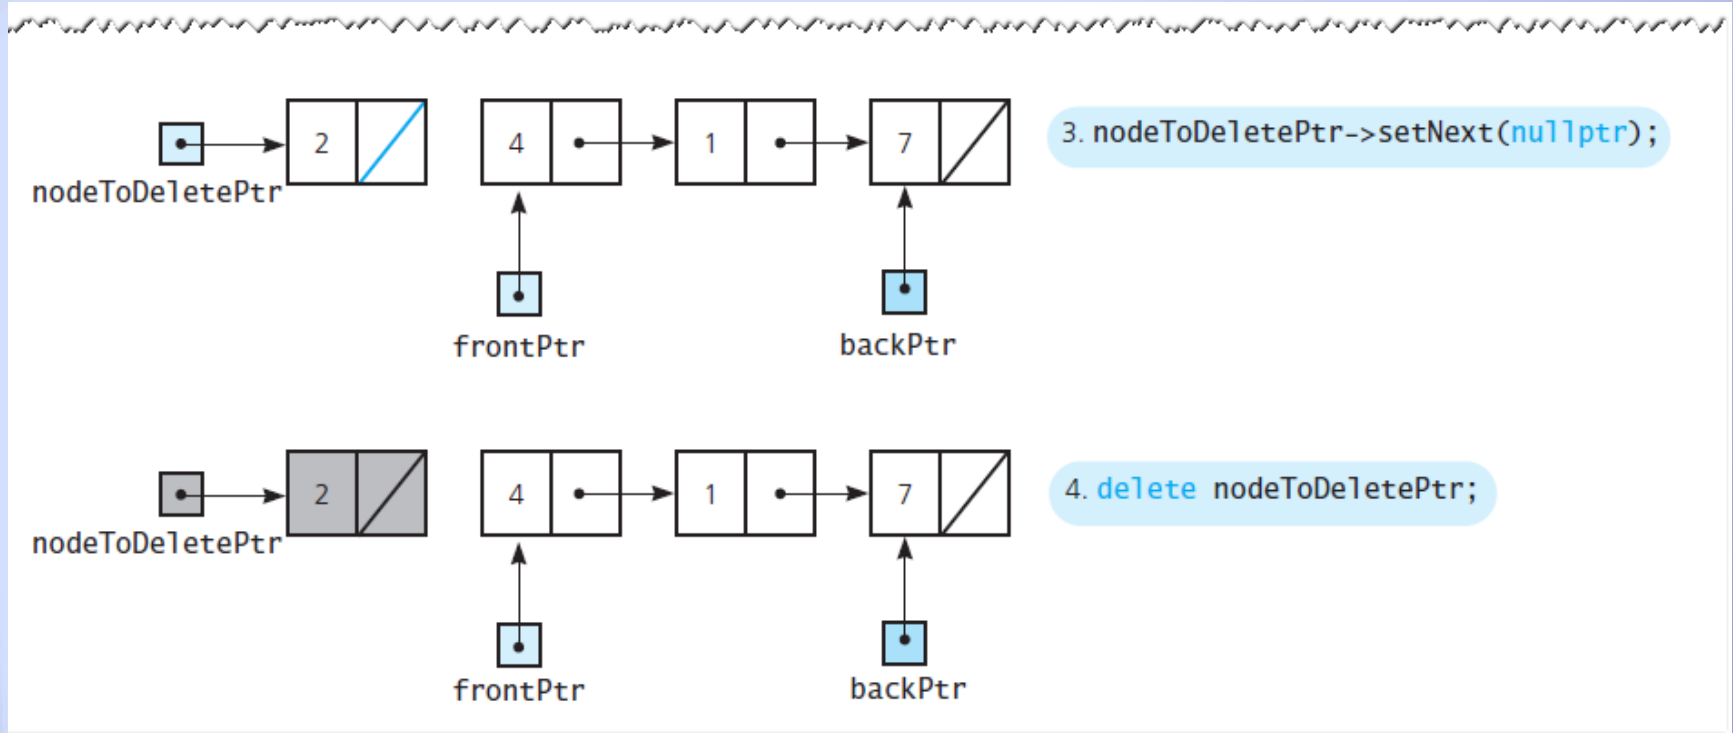 2 4 1 7 3. nodeToDeletePtr->setNext(nullptr);
nodeToDeletePtr
frontPtr backPtr
2 4 1 7 4. delete nodeToDeletePtr;
nodeToDeletePtr
frontPtr backPtr